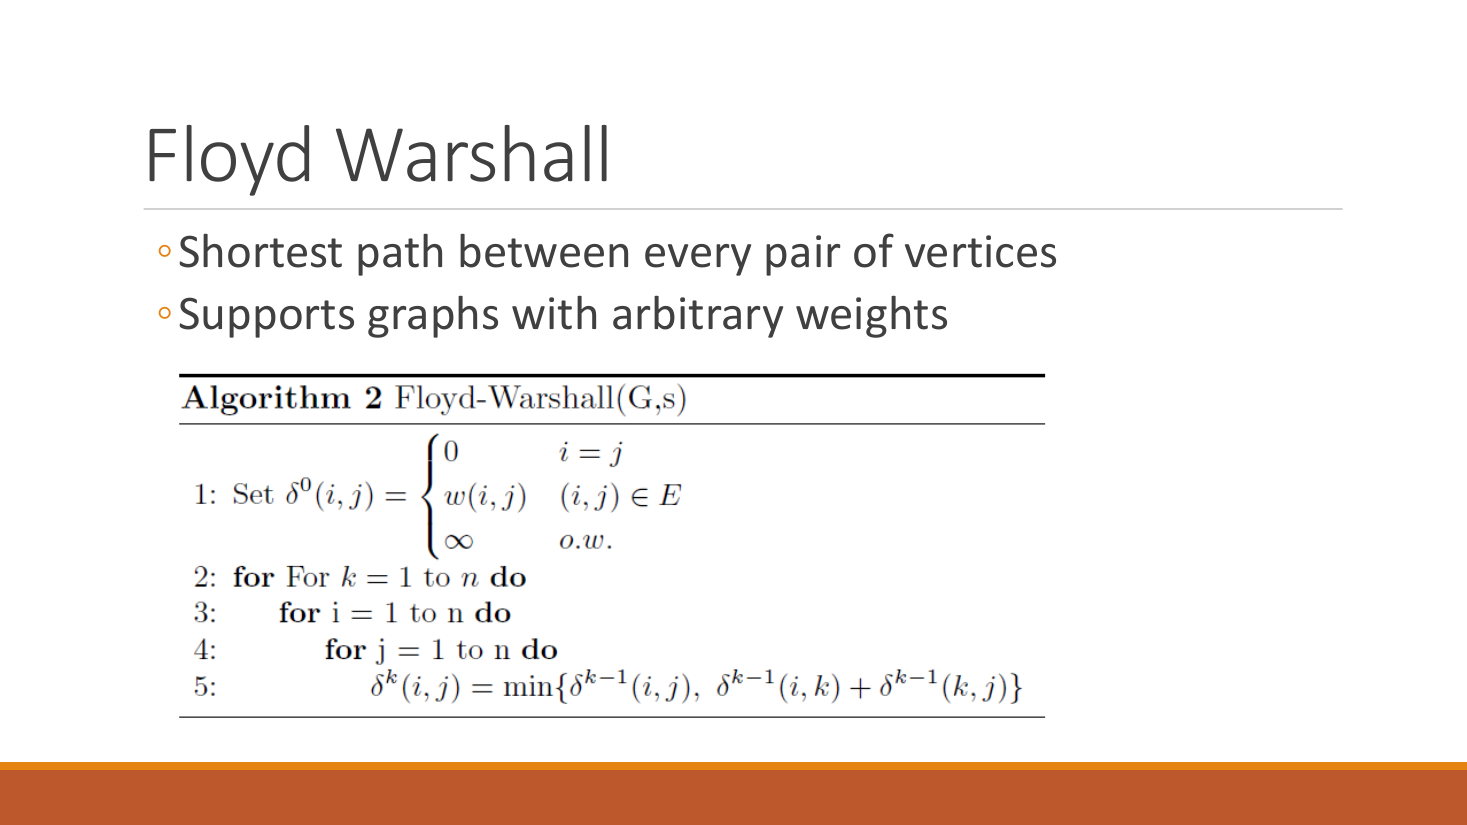 Floyd Warshall
◦Shortest path between every pair of vertices
◦Supports graphs with arbitrary weights
Algorithm 2 Floyd-Warshall(G,s)
1: Set δ⁰(i, j) = { 0 i = j
w(i, j) (i, j) ∈ E
∞ o.w.
2: for For k = 1 to n do
3: for i = 1 to n do
4: for j = 1 to n do
5: δᵏ(i, j) = min{δᵏ⁻¹(i, j), δᵏ⁻¹(i, k) + δᵏ⁻¹(k, j)}